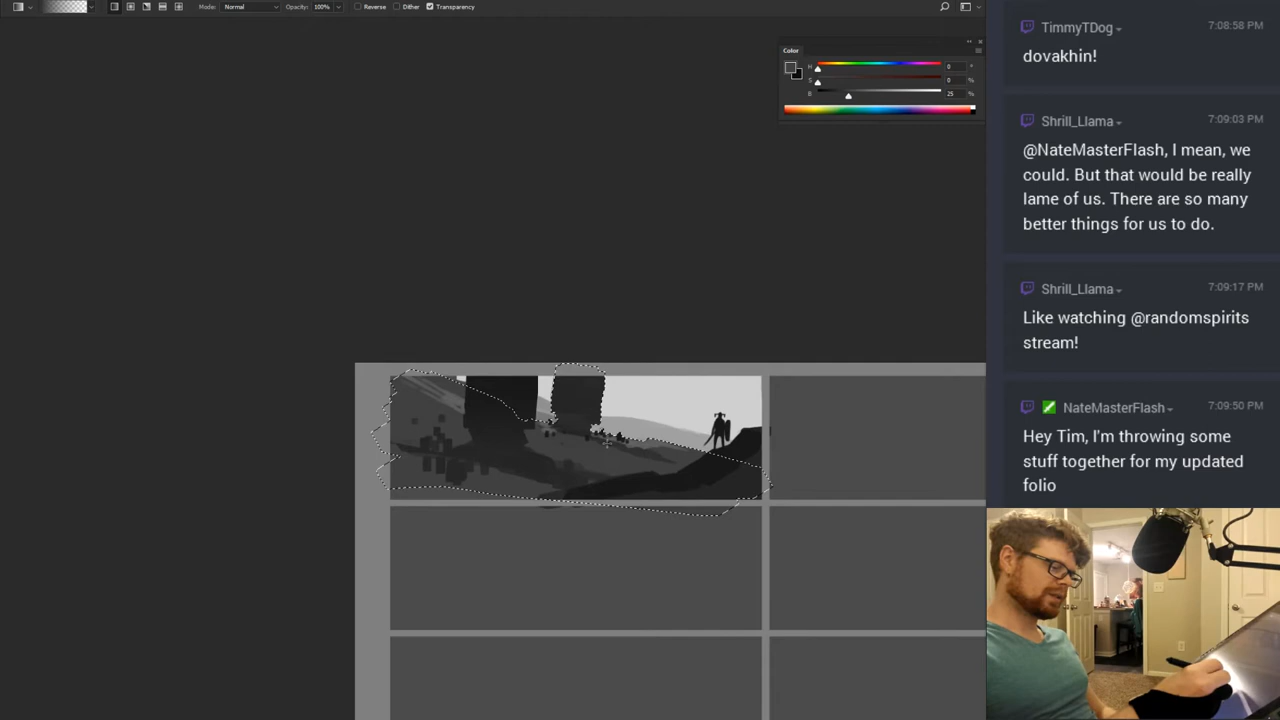 Mode: Normal Opacity: 100% Reverse Dither Transparency
Color
H 0 °
S 0 %
B 25 %
TimmyTDog 7:08:58 PM
dovakhin!
Shrill_Llama 7:09:03 PM
@NateMasterFlash, I mean, we
could. But that would be really
lame of us. There are so many
better things for us to do.
Shrill_Llama 7:09:17 PM
Like watching @randomspirits
stream!
NateMasterFlash 7:09:50 PM
Hey Tim, I'm throwing some
stuff together for my updated
folio